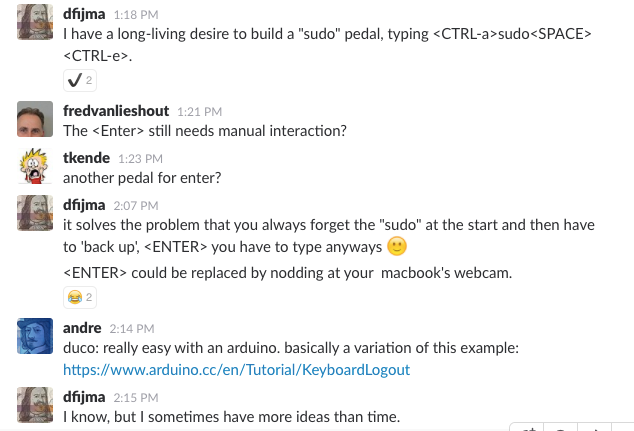 dfijma 1:18 PM
I have a long-living desire to build a "sudo" pedal, typing <CTRL-a>sudo<SPACE>
<CTRL-e>.
2
fredvanlieshout 1:21 PM
The <Enter> still needs manual interaction?
tkende 1:23 PM
another pedal for enter?
dfijma 2:07 PM
it solves the problem that you always forget the "sudo" at the start and then have
to 'back up', <ENTER> you have to type anyways
<ENTER> could be replaced by nodding at your macbook's webcam.
2
andre 2:14 PM
duco: really easy with an arduino. basically a variation of this example:
https://www.arduino.cc/en/Tutorial/KeyboardLogout
dfijma 2:15 PM
I know, but I sometimes have more ideas than time.